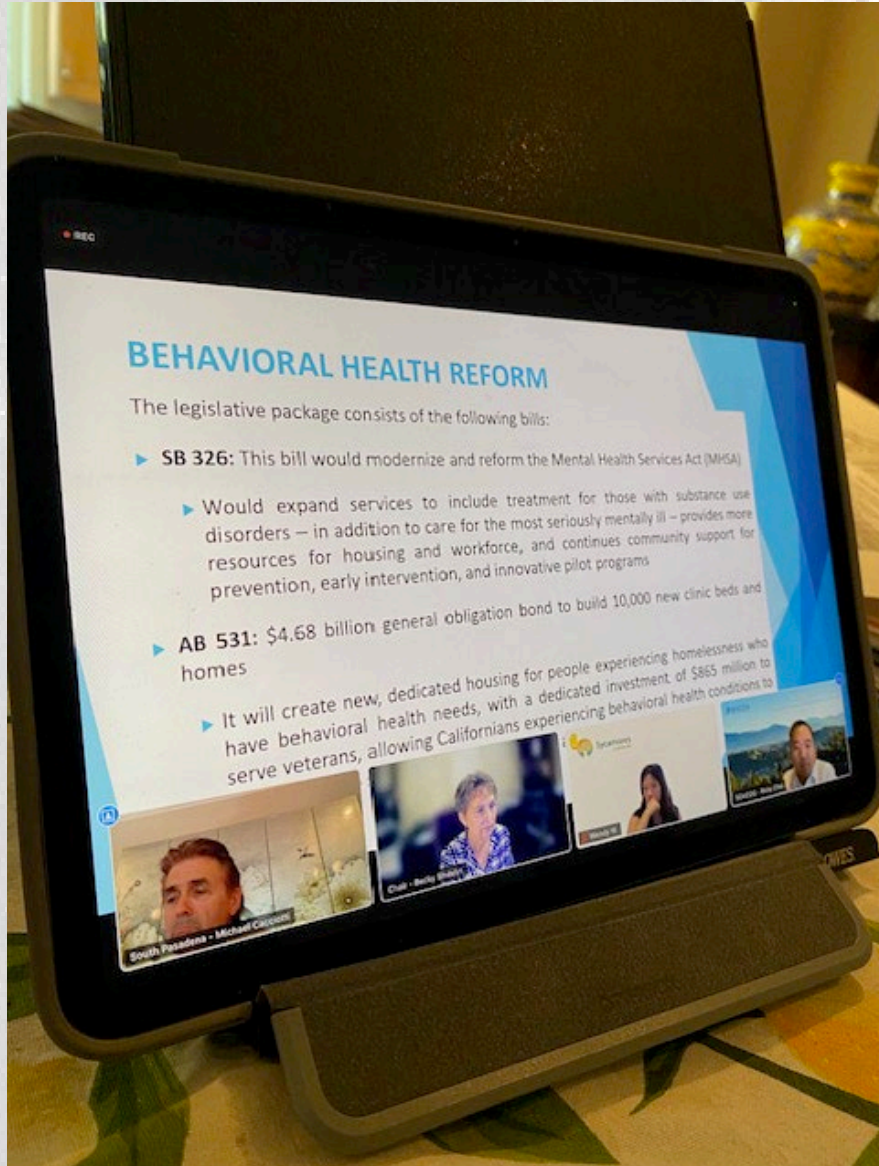 REC
BEHAVIORAL HEALTH REFORM
The legislative package consists of the following bills:
SB 326: This bill would modernize and reform the Mental Health Services Act (MHSA)
Would expand services to include treatment for those with substance use
disorders – in addition to care for the most seriously mentally ill – provides more
resources for housing and workforce, and continues community support for
prevention, early intervention, and innovative pilot programs
AB 531: $4.68 billion general obligation bond to build 10,000 new clinic beds and
homes
It will create new, dedicated housing for people experiencing homelessness who
have behavioral health needs, with a dedicated investment of $865 million to
serve veterans, allowing Californians experiencing behavioral health conditions to
South Pasadena - Michael Cacciotti
Chair - Becky
Sycamores
Wendy W